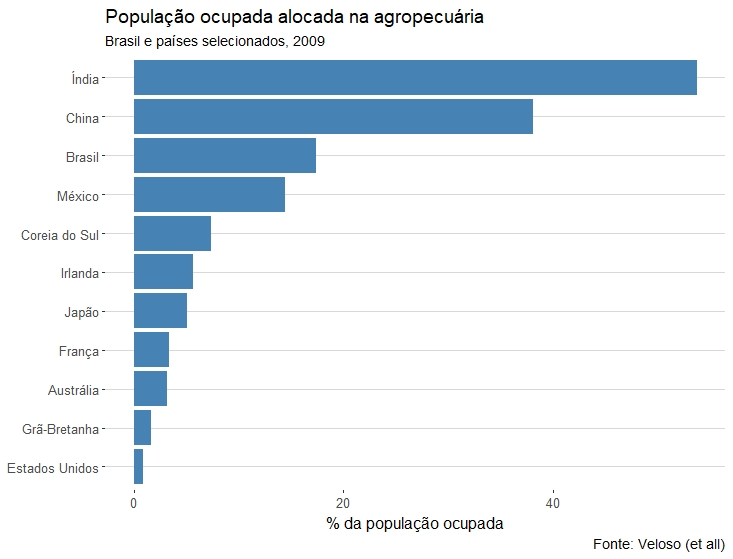 População ocupada alocada na agropecuária
Brasil e países selecionados, 2009
Índia
China
Brasil
México
Coreia do Sul
Irlanda
Japão
França
Austrália
Grã-Bretanha
Estados Unidos
0 20 40
% da população ocupada
Fonte: Veloso (et all)